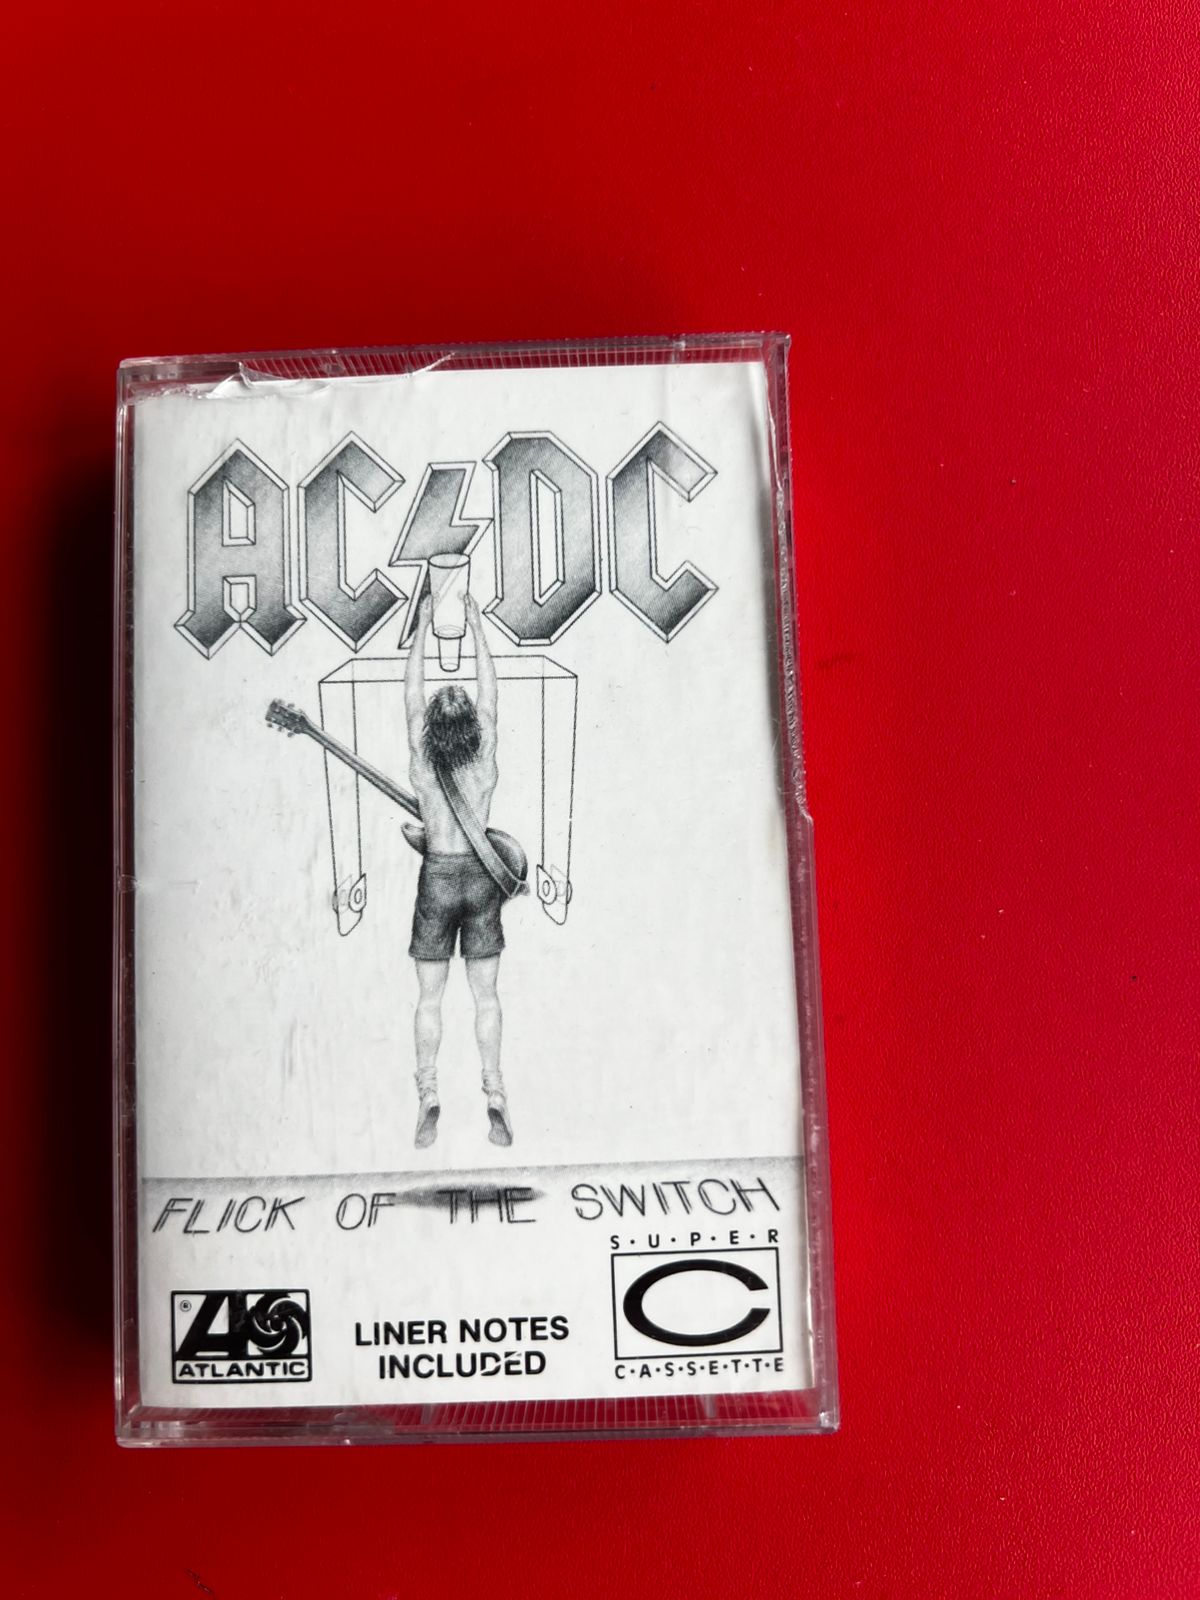 AC⚡DC
FLICK OF THE SWITCH
S·U·P·E·R
C
C·A·S·S·E·T·T·E
®
ATLANTIC
LINER NOTES
INCLUDED